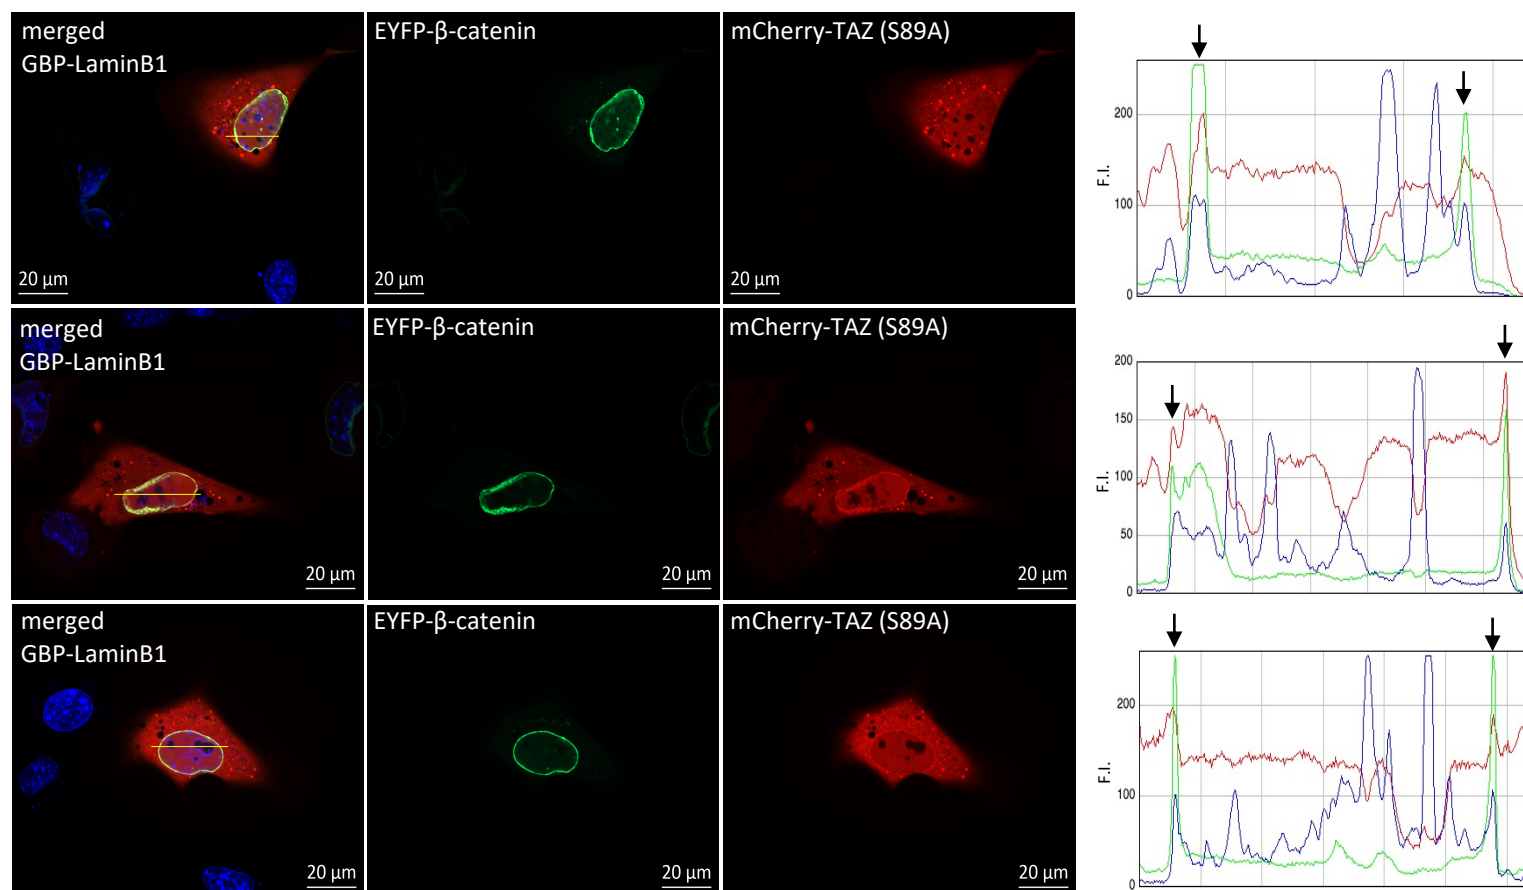 merged
GBP-LaminB1
EYFP-β-catenin
mCherry-TAZ (S89A)
20 μm
20 μm
20 μm
F.I.
200
100
0
merged
GBP-LaminB1
EYFP-β-catenin
mCherry-TAZ (S89A)
20 μm
20 μm
20 μm
F.I.
200
150
100
50
0
merged
GBP-LaminB1
EYFP-β-catenin
mCherry-TAZ (S89A)
20 μm
20 μm
20 μm
F.I.
200
100
0